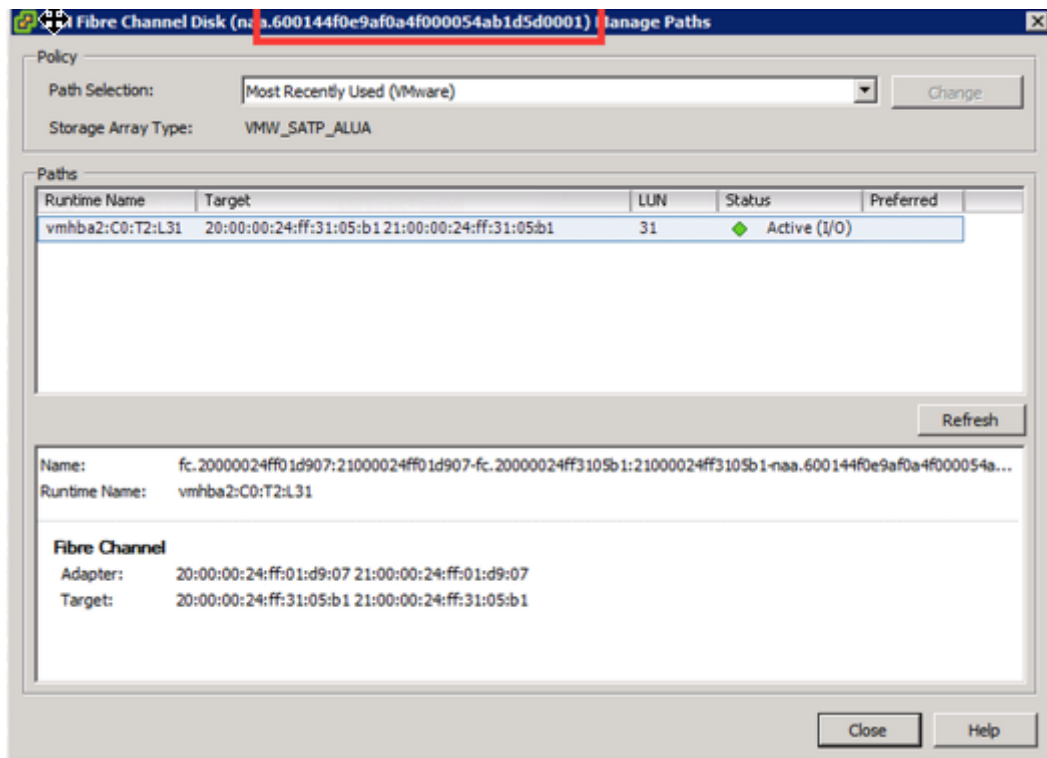 Fibre Channel Disk (naa.600144f0e9af0a4f000054ab1d5d0001) Manage Paths
Policy
Path Selection: Most Recently Used (VMware) Change
Storage Array Type: VMW_SATP_ALUA
Paths
Runtime Name Target LUN Status Preferred
vmhba2:C0:T2:L31 20:00:00:24:ff:31:05:b1 21:00:00:24:ff:31:05:b1 31 Active (I/O)
Refresh
Name: fc.20000024ff01d907:21000024ff01d907-fc.20000024ff3105b1:21000024ff3105b1-naa.600144f0e9af0a4f000054a...
Runtime Name: vmhba2:C0:T2:L31
Fibre Channel
Adapter: 20:00:00:24:ff:01:d9:07 21:00:00:24:ff:01:d9:07
Target: 20:00:00:24:ff:31:05:b1 21:00:00:24:ff:31:05:b1
Close Help